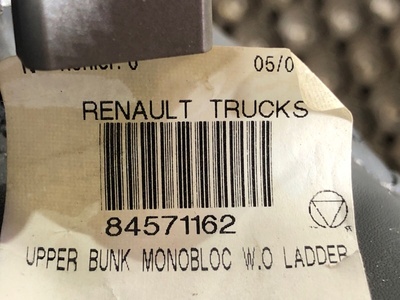 05/0
RENAULT TRUCKS
84571162
UPPER BUNK MONOBLOC W.O LADDER